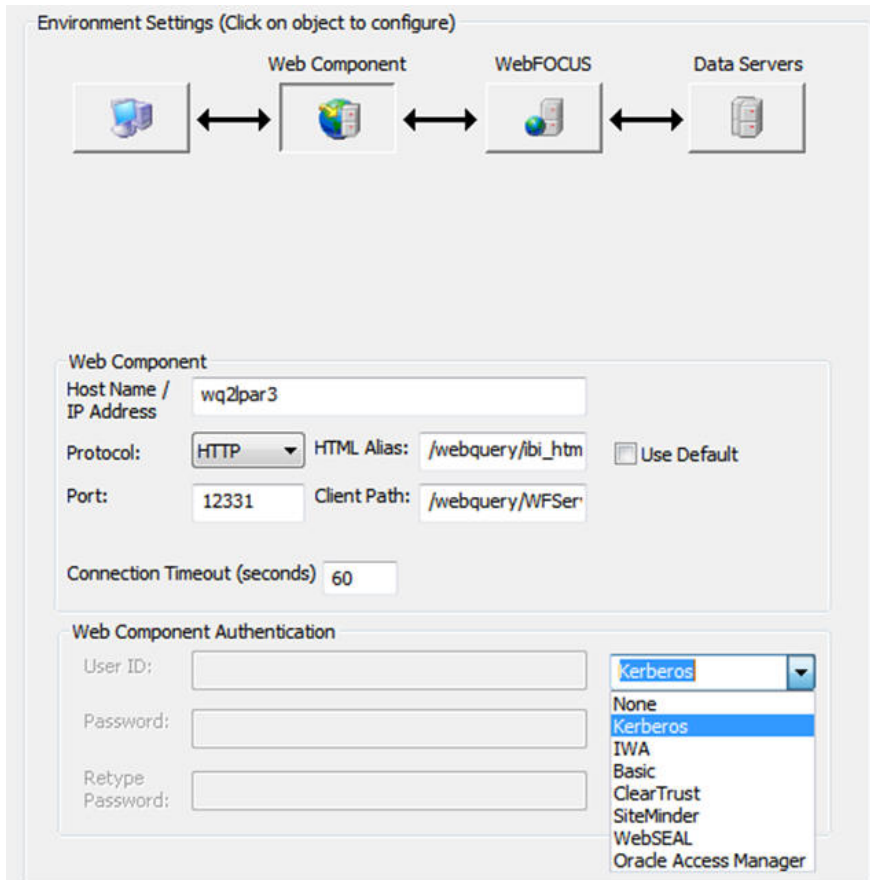 Environment Settings (Click on object to configure)
Web Component WebFOCUS Data Servers
Web Component
Host Name /
IP Address
wq2lpar3
Protocol: HTTP HTML Alias: /webquery/ibi_htm Use Default
Port: 12331 Client Path: /webquery/WFSer
Connection Timeout (seconds) 60
Web Component Authentication
User ID: Kerberos
None
Password:
Kerberos
IWA
Basic
Retype
Password:
ClearTrust
SiteMinder
WebSEAL
Oracle Access Manager